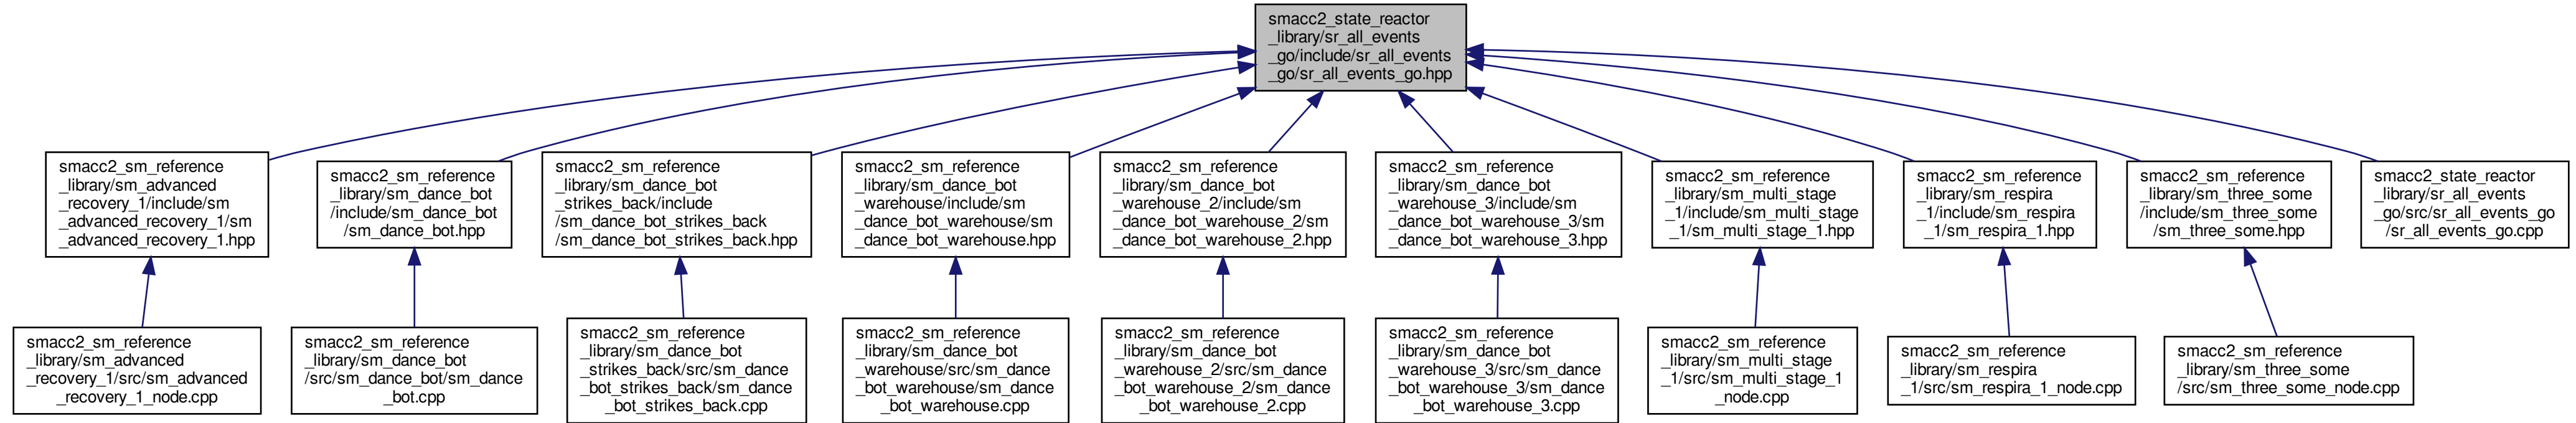 smacc2_state_reactor
_library/sr_all_events
_go/include/sr_all_events
_go/sr_all_events_go.hpp
smacc2_sm_reference
_library/sm_advanced
_recovery_1/include/sm
_advanced_recovery_1/sm
_advanced_recovery_1.hpp
smacc2_sm_reference
_library/sm_dance_bot
/include/sm_dance_bot
/sm_dance_bot.hpp
smacc2_sm_reference
_library/sm_dance_bot
_strikes_back/include
/sm_dance_bot_strikes_back
/sm_dance_bot_strikes_back.hpp
smacc2_sm_reference
_library/sm_dance_bot
_warehouse/include/sm
_dance_bot_warehouse/sm
_dance_bot_warehouse.hpp
smacc2_sm_reference
_library/sm_dance_bot
_warehouse_2/include/sm
_dance_bot_warehouse_2/sm
_dance_bot_warehouse_2.hpp
smacc2_sm_reference
_library/sm_dance_bot
_warehouse_3/include/sm
_dance_bot_warehouse_3/sm
_dance_bot_warehouse_3.hpp
smacc2_sm_reference
_library/sm_multi_stage
_1/include/sm_multi_stage
_1/sm_multi_stage_1.hpp
smacc2_sm_reference
_library/sm_respira
_1/include/sm_respira
_1/sm_respira_1.hpp
smacc2_sm_reference
_library/sm_three_some
/include/sm_three_some
/sm_three_some.hpp
smacc2_state_reactor
_library/sr_all_events
_go/src/sr_all_events_go
/sr_all_events_go.cpp
smacc2_sm_reference
_library/sm_advanced
_recovery_1/src/sm_advanced
_recovery_1_node.cpp
smacc2_sm_reference
_library/sm_dance_bot
/src/sm_dance_bot/sm_dance
_bot.cpp
smacc2_sm_reference
_library/sm_dance_bot
_strikes_back/src/sm_dance
_bot_strikes_back/sm_dance
_bot_strikes_back.cpp
smacc2_sm_reference
_library/sm_dance_bot
_warehouse/src/sm_dance
_bot_warehouse/sm_dance
_bot_warehouse.cpp
smacc2_sm_reference
_library/sm_dance_bot
_warehouse_2/src/sm_dance
_bot_warehouse_2/sm_dance
_bot_warehouse_2.cpp
smacc2_sm_reference
_library/sm_dance_bot
_warehouse_3/src/sm_dance
_bot_warehouse_3/sm_dance
_bot_warehouse_3.cpp
smacc2_sm_reference
_library/sm_multi_stage
_1/src/sm_multi_stage_1
_node.cpp
smacc2_sm_reference
_library/sm_respira
_1/src/sm_respira_1_node.cpp
smacc2_sm_reference
_library/sm_three_some
/src/sm_three_some_node.cpp